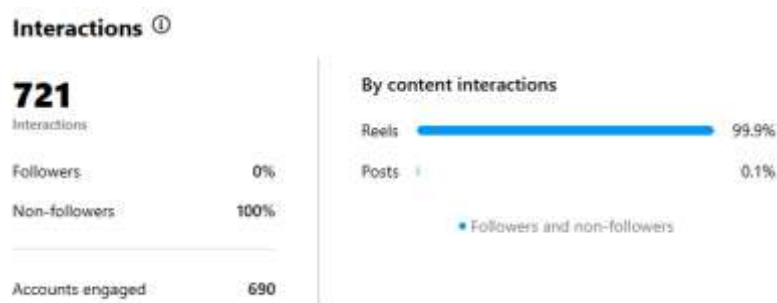 Interactions ⓘ
721
Interactions
Followers 0%
Non-followers 100%
Accounts engaged 690
By content interactions
Reels 99.9%
Posts 0.1%
Followers and non-followers